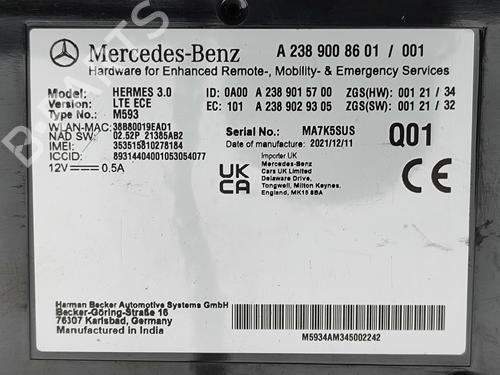 Mercedes-Benz A 238 900 86 01 / 001
Hardware for Enhanced Remote-, Mobility- & Emergency Services
Model: HERMES 3.0 ID: 0A00 A 238 901 57 00 ZGS(HW): 001 21 / 34
Version: LTE ECE EC: 101 A 238 902 93 05 ZGS(SW): 001 21 / 32
Type No.: M593
WLAN-MAC: 38B80019EAD1 Serial No.: MA7K5SUS Q01
NAD SW: 02.52P 21385AB2 Date of manufacture: 2021/12/11
IMEI: 353515810278184
ICCID: 89314404001053054077
12V 0.5A
UK CA
Importer UK
Mercedes-Benz
Cars UK Limited
Delaware Drive,
Tongwell, Milton Keynes,
England, MK15 8BA
CE
Harman Becker Automotive Systems GmbH
Becker-Göring-Straße 16
76307 Karlsbad, Germany
Manufactured in India
M5934AM345002242